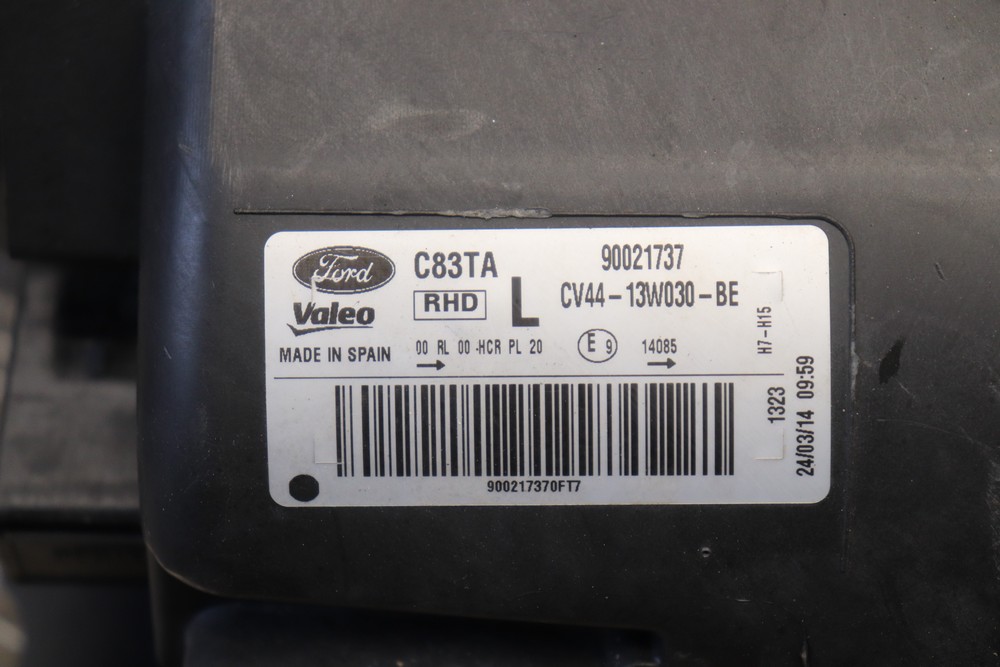 Ford
Valeo
MADE IN SPAIN
C83TA
RHD
L
90021737
CV44-13W030-BE
00 RL 00 HCR PL 20
E 9
14085
H7-H15
1323
24/03/14 09:59
900217370FT7